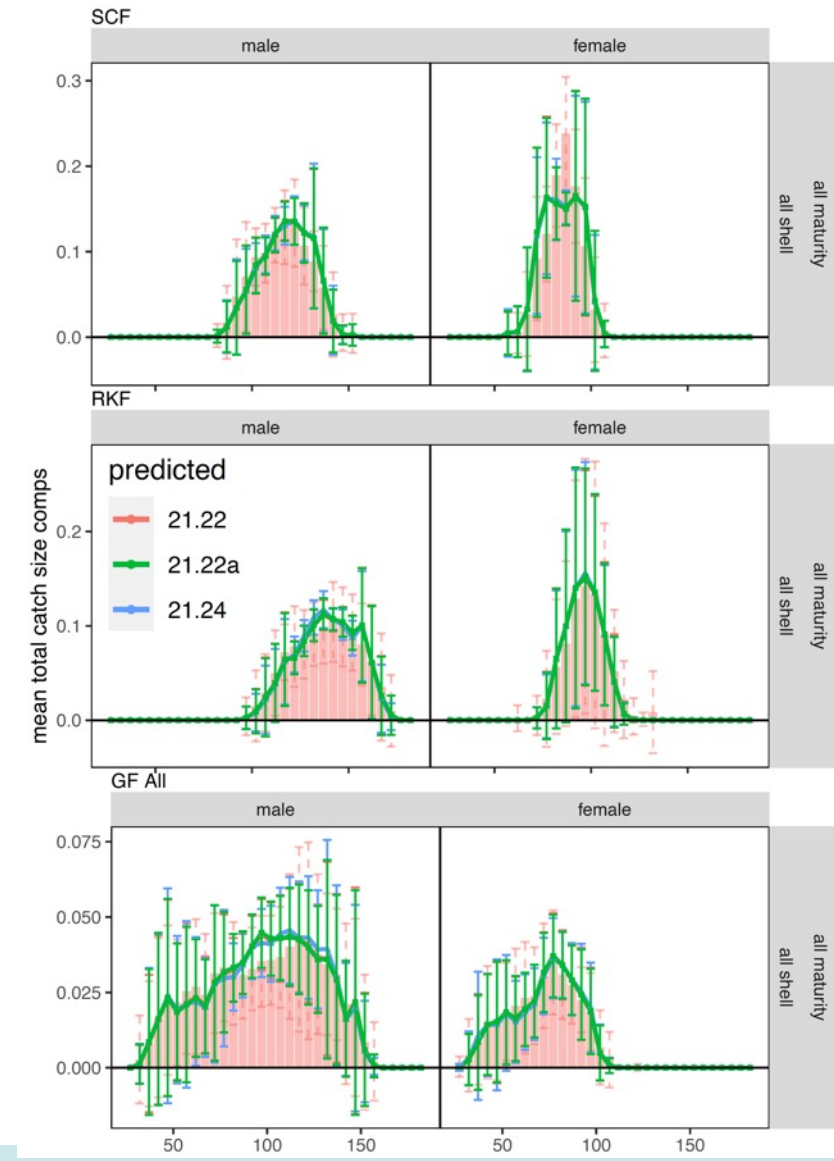 SCF
male female
0.3
0.2
0.1
0.0
all maturity
all shell
RKF
male female
predicted
21.22
21.22a
21.24
0.2
0.1
0.0
all maturity
all shell
mean total catch size comps
GF All
male female
0.075
0.050
0.025
0.000
all maturity
all shell
50 100 150 50 100 150